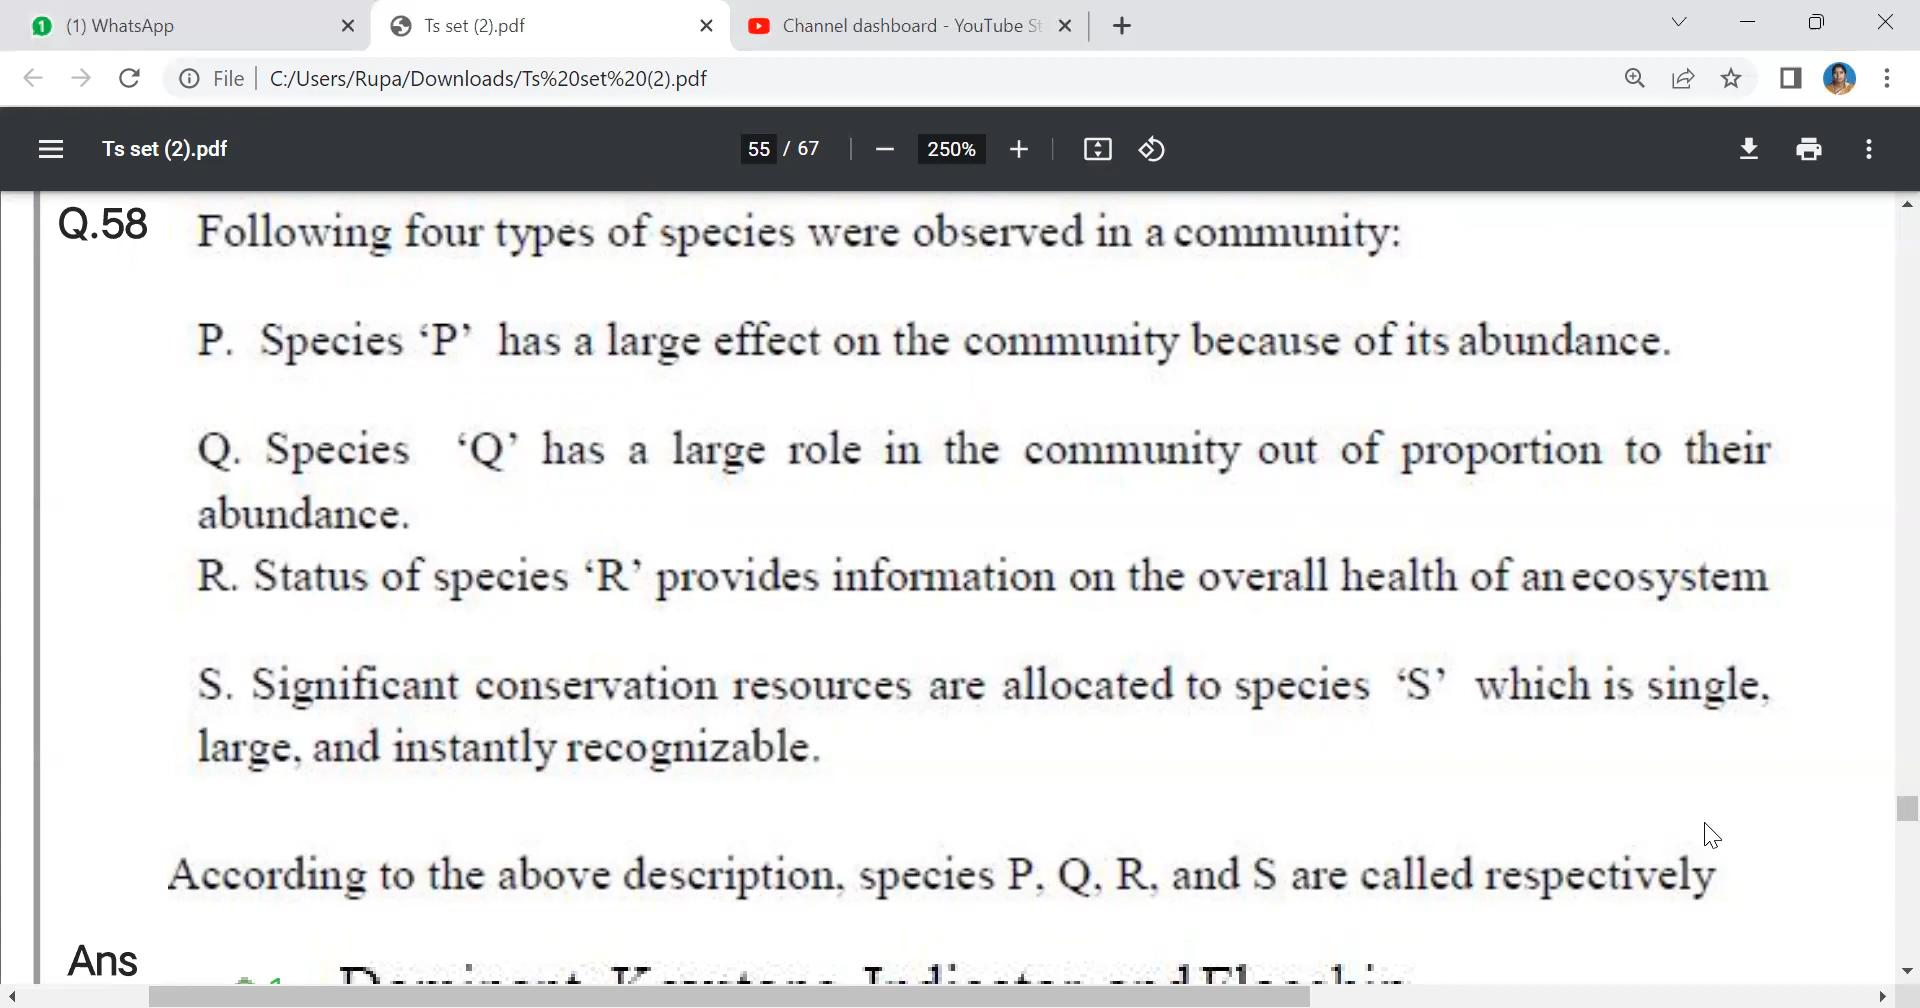 (1) WhatsApp
Ts set (2).pdf
Channel dashboard - YouTube St
File
C:/Users/Rupa/Downloads/Ts%20set%20(2).pdf
Ts set (2).pdf
55 / 67
250%
Q.58 Following four types of species were observed in a community:
P. Species ‘P’ has a large effect on the community because of its abundance.
Q. Species ‘Q’ has a large role in the community out of proportion to their
abundance.
R. Status of species ‘R’ provides information on the overall health of an ecosystem
S. Significant conservation resources are allocated to species ‘S’ which is single,
large, and instantly recognizable.
According to the above description, species P, Q, R, and S are called respectively
Ans
Dominant, Keystone, Indicator, and Flagship